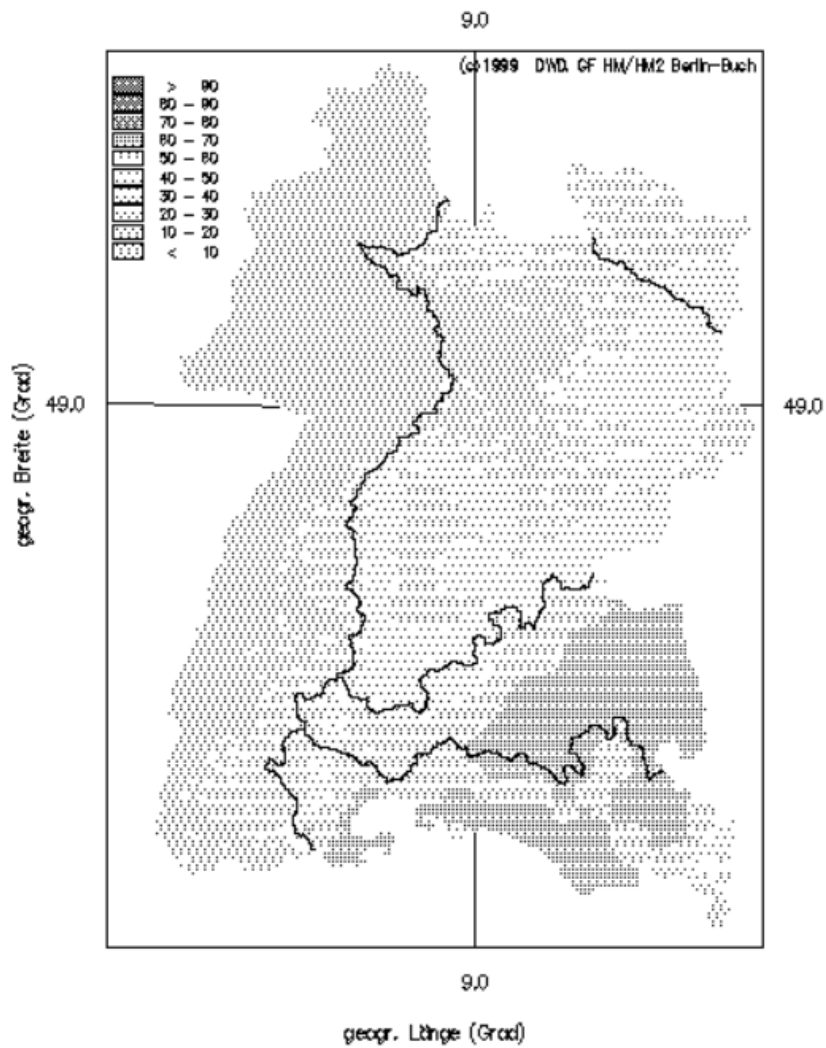 9.0
(c) 1999 DWD, GF HM/HM2 Berlin-Buch
> 90
80 - 90
70 - 80
60 - 70
50 - 60
40 - 50
30 - 40
20 - 30
10 - 20
< 10
geogr. Breite (Grad)
49.0
49.0
9.0
geogr. Länge (Grad)